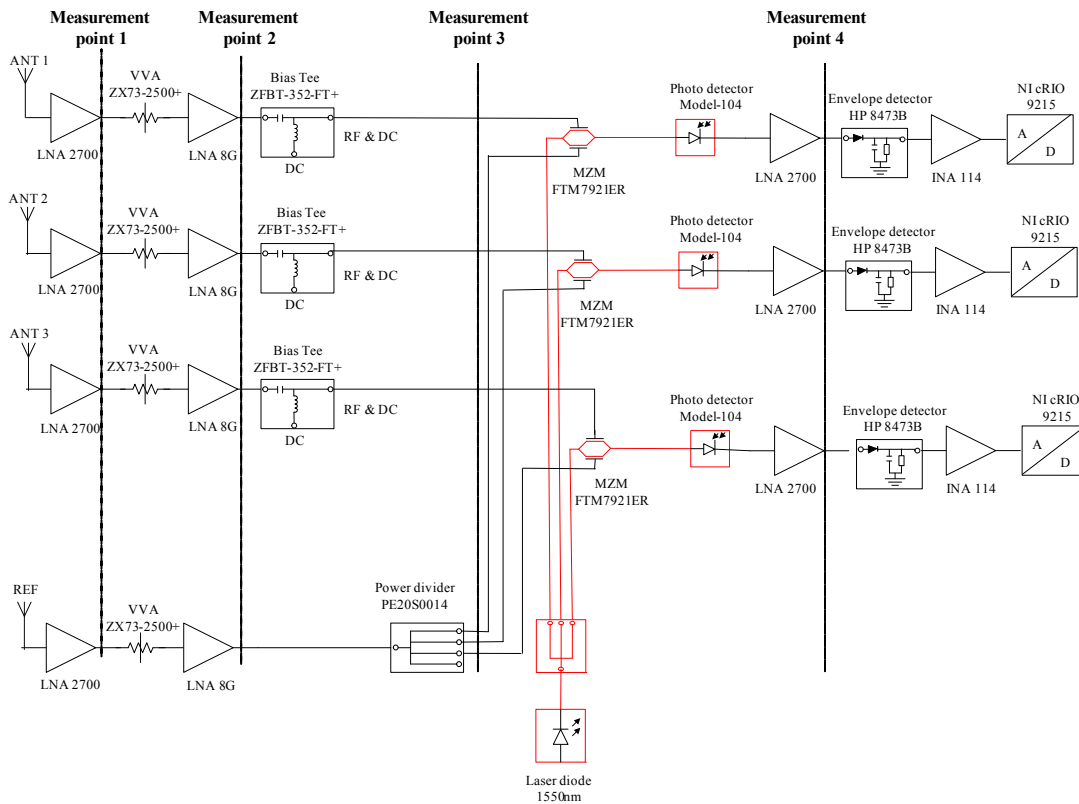 Measurement point 1
Measurement point 2
Measurement point 3
Measurement point 4
ANT 1
VVA
ZX73-2500+
LNA 2700
LNA 8G
Bias Tee
ZFBT-352-FT+
RF & DC
DC
MZM
FTM7921ER
Photo detector
Model-104
LNA 2700
Envelope detector
HP 8473B
INA 114
NI cRIO
9215
A
D
ANT 2
VVA
ZX73-2500+
LNA 2700
LNA 8G
Bias Tee
ZFBT-352-FT+
RF & DC
DC
MZM
FTM7921ER
Photo detector
Model-104
LNA 2700
Envelope detector
HP 8473B
INA 114
NI cRIO
9215
A
D
ANT 3
VVA
ZX73-2500+
LNA 2700
LNA 8G
Bias Tee
ZFBT-352-FT+
RF & DC
DC
MZM
FTM7921ER
Photo detector
Model-104
LNA 2700
Envelope detector
HP 8473B
INA 114
NI cRIO
9215
A
D
REF
VVA
ZX73-2500+
LNA 2700
LNA 8G
Power divider
PE20S0014
Laser diode
1550nm